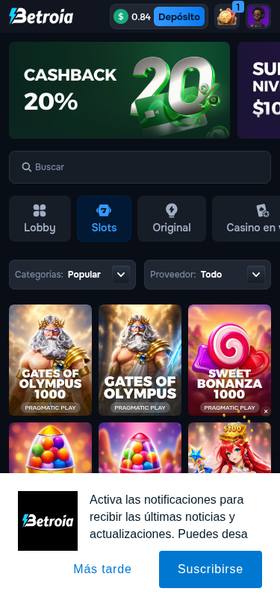 Betroia
$ 0.84 Depósito
1
CASHBACK
20%
20
SU
NIV
$10
Buscar
Lobby
Slots
Original
Casino en v
Categorías: Popular
Proveedor: Todo
GATES OF
OLYMPUS
1000
PRAGMATIC PLAY
GATES OF
OLYMPUS
PRAGMATIC PLAY
SWEET
BONANZA
1000
PRAGMATIC PLAY
$100
Betroia
Activa las notificaciones para
recibir las últimas noticias y
actualizaciones. Puedes desa
Más tarde
Suscribirse